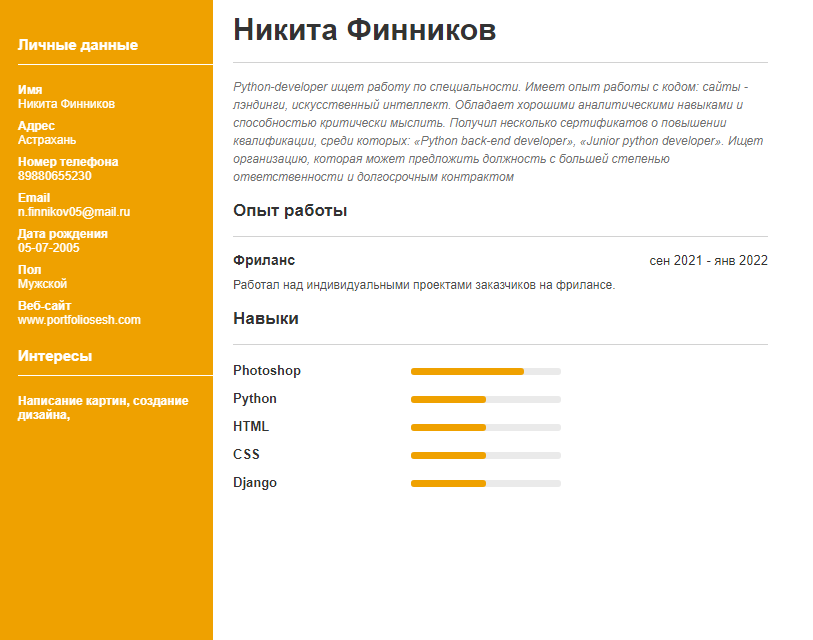 Личные данные
Имя
Никита Финников
Адрес
Астрахань
Номер телефона
89880655230
Email
n.finnikov05@mail.ru
Дата рождения
05-07-2005
Пол
Мужской
Веб-сайт
www.portfoliosesh.com
Интересы
Написание картин, создание
дизайна,
Никита Финников
Python-developer ищет работу по специальности. Имеет опыт работы с кодом: сайты -
лэндинги, искусственный интеллект. Обладает хорошими аналитическими навыками и
способностью критически мыслить. Получил несколько сертификатов о повышении
квалификации, среди которых: «Python back-end developer», «Junior python developer». Ищет
организацию, которая может предложить должность с большей степенью
ответственности и долгосрочным контрактом
Опыт работы
Фриланс сен 2021 - янв 2022
Работал над индивидуальными проектами заказчиков на фрилансе.
Навыки
Photoshop
Python
HTML
CSS
Django